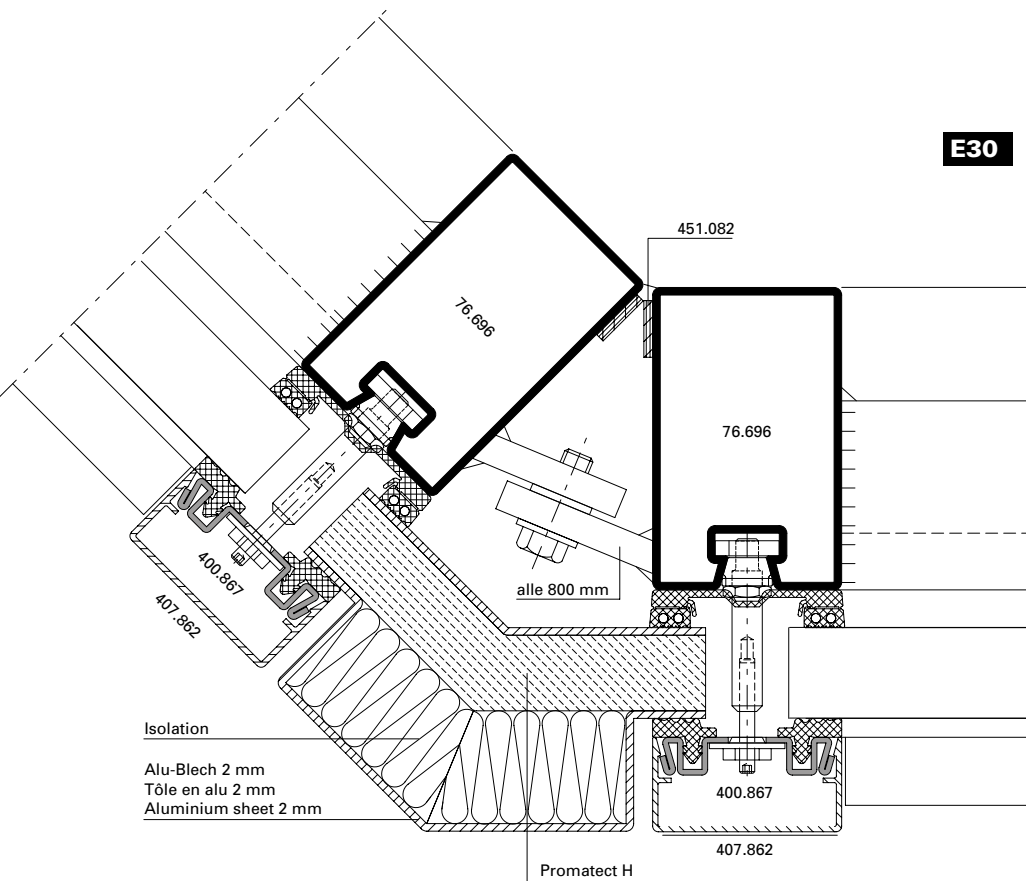 E30
451.082
76.696
76.696
400.867
407.862
alle 800 mm
Isolation
Alu-Blech 2 mm
Tôle en alu 2 mm
Aluminium sheet 2 mm
400.867
407.862
Promatect H